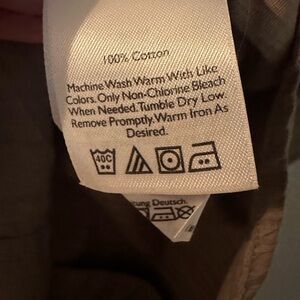 100% Cotton
Machine Wash Warm With Like
Colors. Only Non-Chlorine Bleach
When Needed. Tumble Dry Low.
Remove Promptly. Warm Iron As
Desired.
40C
Deutsch.